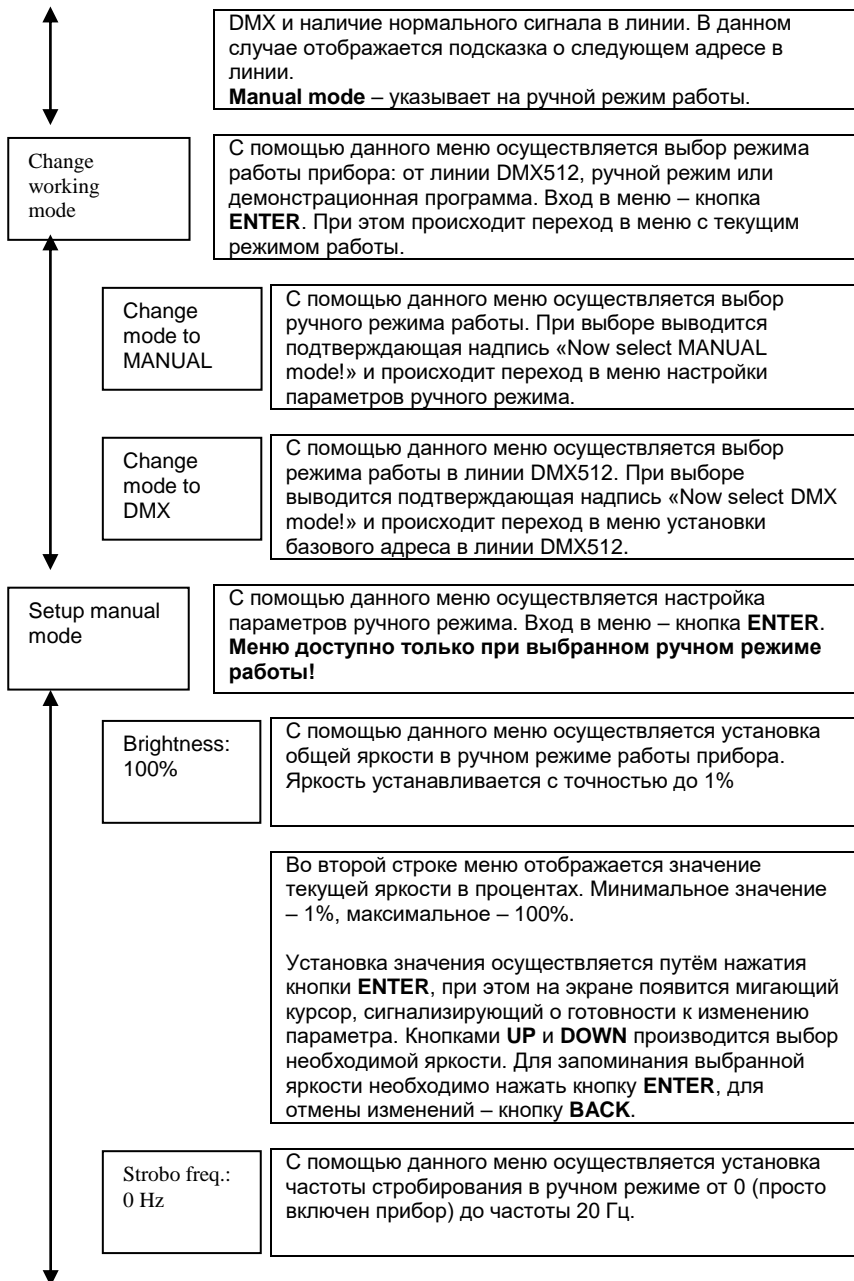 DMX и наличие нормального сигнала в линии. В данном
случае отображается подсказка о следующем адресе в
линии.
Manual mode – указывает на ручной режим работы.
Change
working
mode
С помощью данного меню осуществляется выбор режима
работы прибора: от линии DMX512, ручной режим или
демонстрационная программа. Вход в меню – кнопка
ENTER. При этом происходит переход в меню с текущим
режимом работы.
Change
mode to
MANUAL
С помощью данного меню осуществляется выбор
ручного режима работы. При выборе выводится
подтверждающая надпись «Now select MANUAL
mode!» и происходит переход в меню настройки
параметров ручного режима.
Change
mode to
DMX
С помощью данного меню осуществляется выбор
режима работы в линии DMX512. При выборе
выводится подтверждающая надпись «Now select DMX
mode!» и происходит переход в меню установки
базового адреса в линии DMX512.
Setup manual
mode
С помощью данного меню осуществляется настройка
параметров ручного режима. Вход в меню – кнопка ENTER.
Меню доступно только при выбранном ручном режиме
работы!
Brightness:
100%
С помощью данного меню осуществляется установка
общей яркости в ручном режиме работы прибора.
Яркость устанавливается с точностью до 1%
Во второй строке меню отображается значение
текущей яркости в процентах. Минимальное значение
– 1%, максимальное – 100%.
Установка значения осуществляется путём нажатия
кнопки ENTER, при этом на экране появится мигающий
курсор, сигнализирующий о готовности к изменению
параметра. Кнопками UP и DOWN производится выбор
необходимой яркости. Для запоминания выбранной
яркости необходимо нажать кнопку ENTER, для
отмены изменений – кнопку BACK.
Strobo freq.:
0 Hz
С помощью данного меню осуществляется установка
частоты стробирования в ручном режиме от 0 (просто
включен прибор) до частоты 20 Гц.